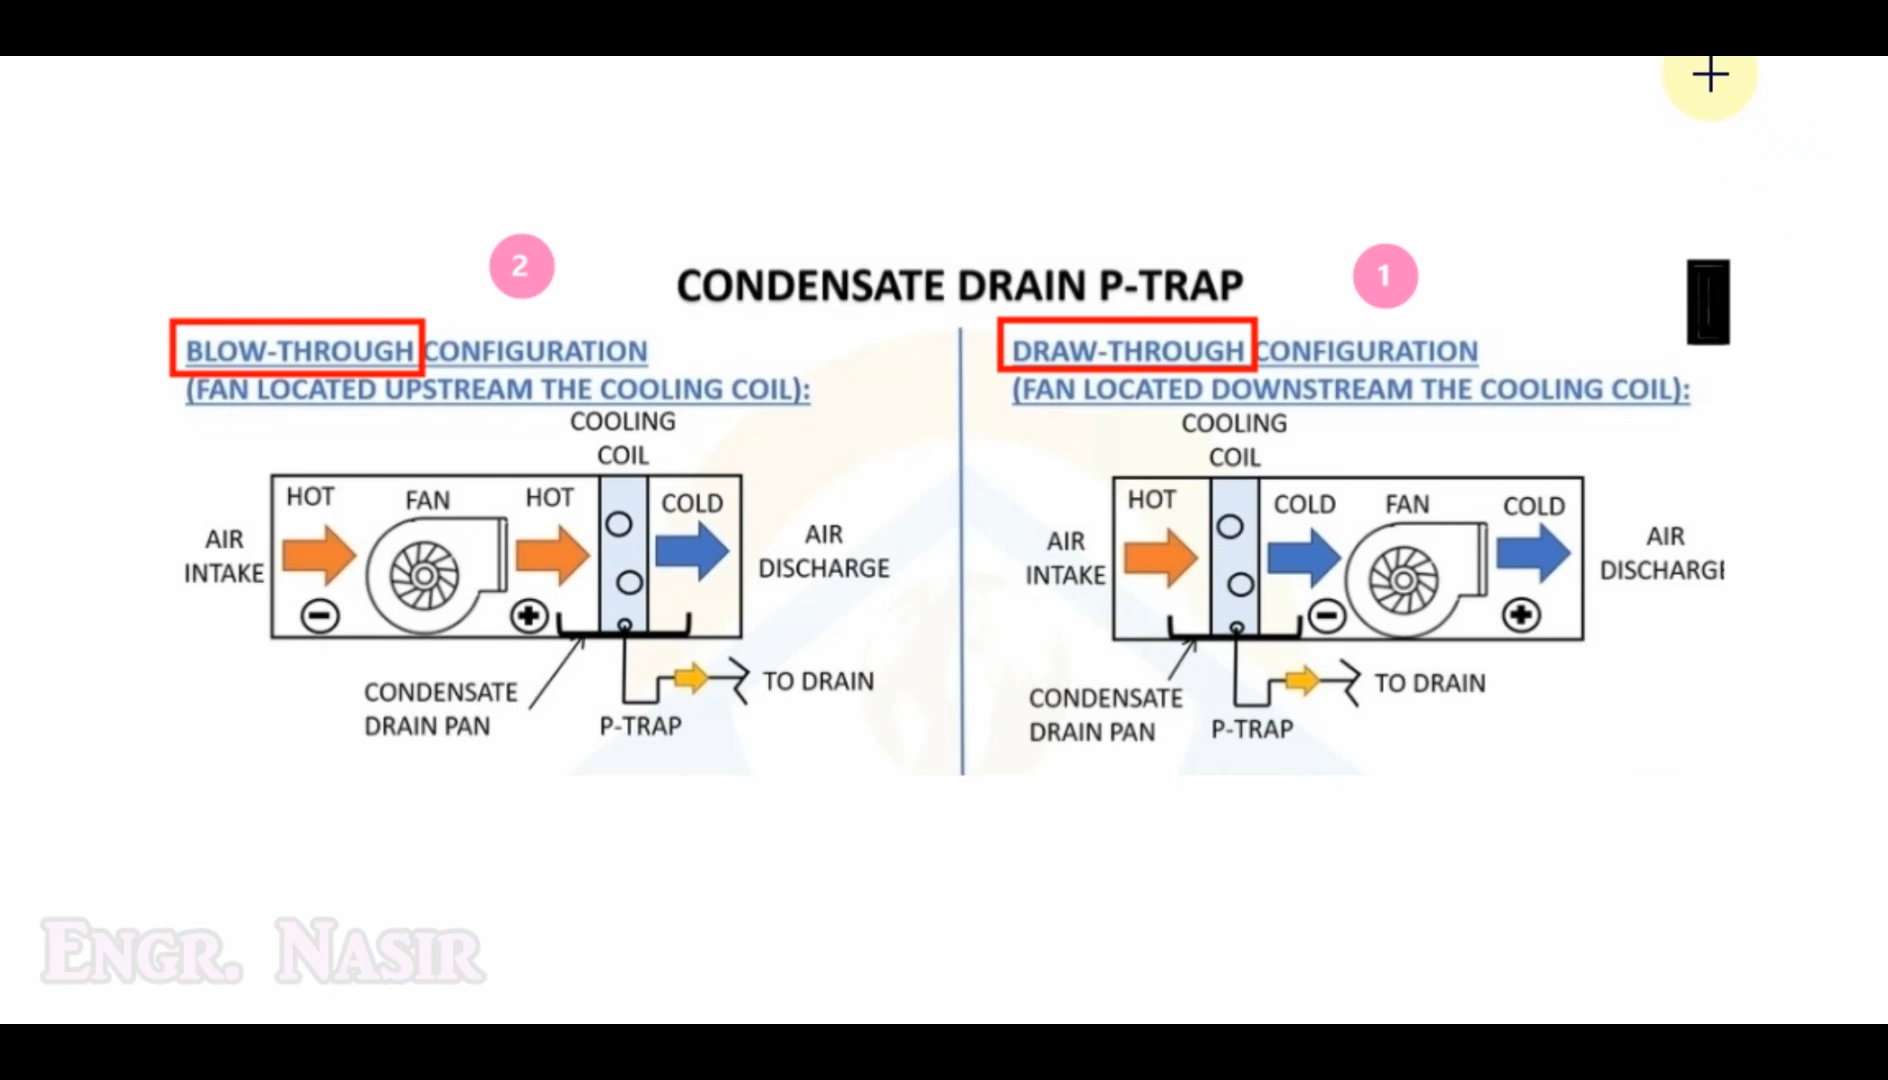 2
1
CONDENSATE DRAIN P-TRAP
BLOW-THROUGH CONFIGURATION
(FAN LOCATED UPSTREAM THE COOLING COIL):
COOLING
COIL
HOT
FAN
HOT
COLD
AIR
INTAKE
AIR
DISCHARGE
CONDENSATE
DRAIN PAN
P-TRAP
TO DRAIN
DRAW-THROUGH CONFIGURATION
(FAN LOCATED DOWNSTREAM THE COOLING COIL):
COOLING
COIL
HOT
COLD
FAN
COLD
AIR
INTAKE
AIR
DISCHARGE
CONDENSATE
DRAIN PAN
P-TRAP
TO DRAIN
ENGR. NASIR